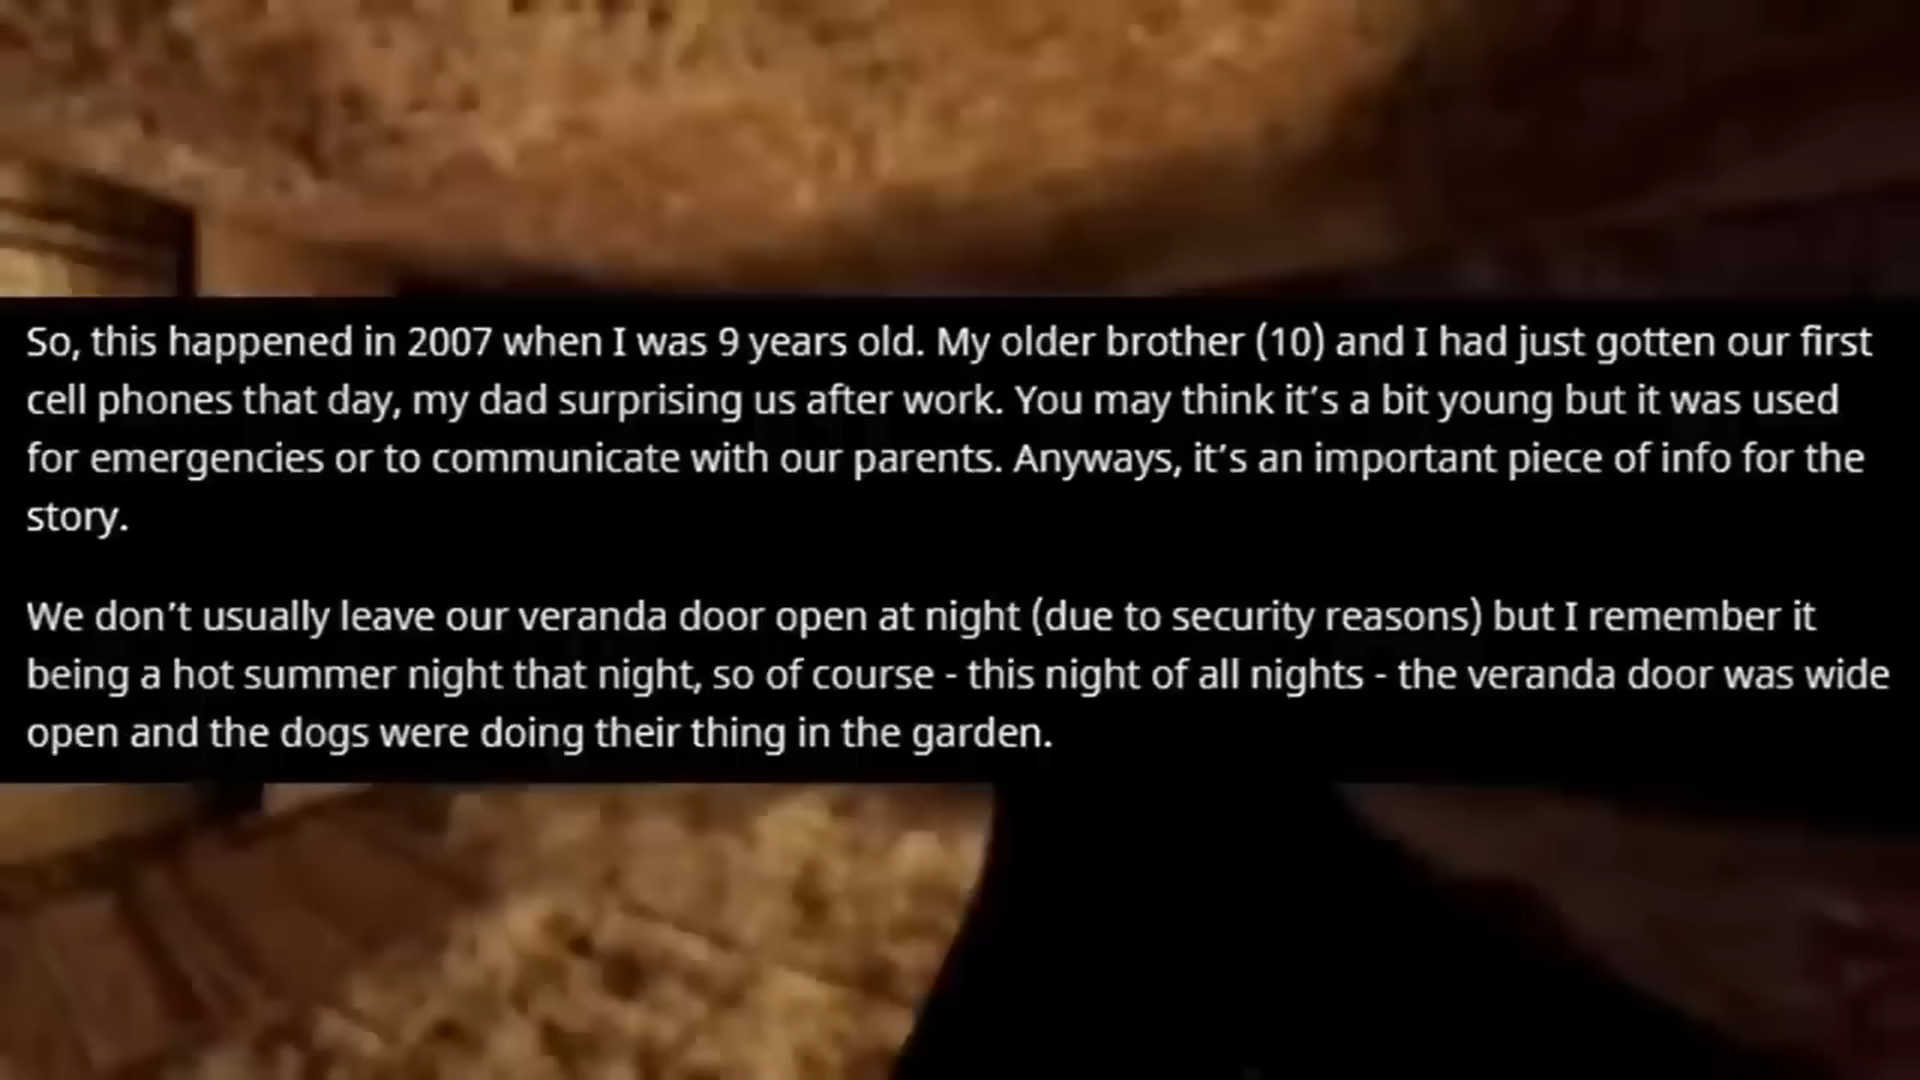 So, this happened in 2007 when I was 9 years old. My older brother (10) and I had just gotten our first
cell phones that day, my dad surprising us after work. You may think it’s a bit young but it was used
for emergencies or to communicate with our parents. Anyways, it’s an important piece of info for the
story.
We don’t usually leave our veranda door open at night (due to security reasons) but I remember it
being a hot summer night that night, so of course - this night of all nights - the veranda door was wide
open and the dogs were doing their thing in the garden.